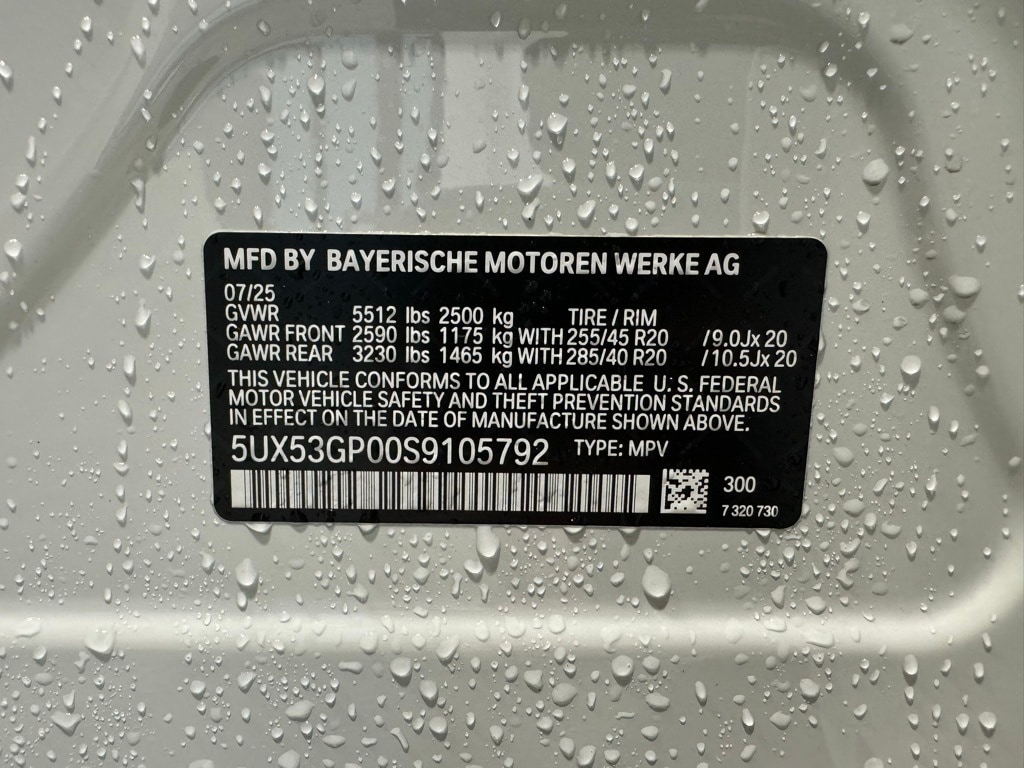 MFD BY BAYERISCHE MOTOREN WERKE AG
07/25
GVWR 5512 lbs 2500 kg TIRE / RIM
GAWR FRONT 2590 lbs 1175 kg WITH 255/45 R20 /9.0Jx 20
GAWR REAR 3230 lbs 1465 kg WITH 285/40 R20 /10.5Jx 20
THIS VEHICLE CONFORMS TO ALL APPLICABLE U. S. FEDERAL
MOTOR VEHICLE SAFETY AND THEFT PREVENTION STANDARDS
IN EFFECT ON THE DATE OF MANUFACTURE SHOWN ABOVE.
5UX53GP00S9105792 TYPE: MPV
300
7 320 730